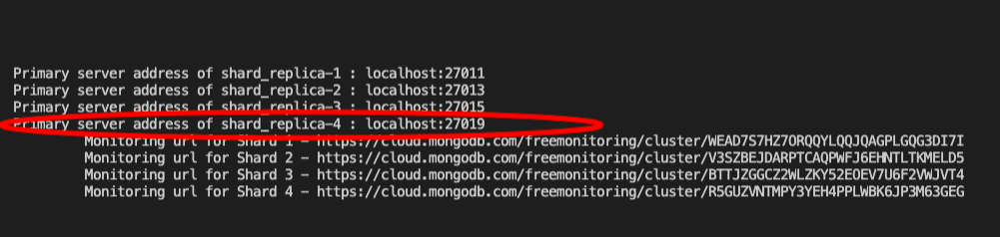 Primary server address of shard_replica-1 : localhost:27011
Primary server address of shard_replica-2 : localhost:27013
Primary server address of shard_replica-3 : localhost:27015
Primary server address of shard_replica-4 : localhost:27019
Monitoring url for Shard 1 - https://cloud.mongodb.com/freemonitoring/cluster/WEAD7S7HZ7ORQQYLQQJQAGPLGQG3DI7I
Monitoring url for Shard 2 - https://cloud.mongodb.com/freemonitoring/cluster/V3SZBEJDARPTCAQPWFJ6EHNTLTKMELD5
Monitoring url for Shard 3 - https://cloud.mongodb.com/freemonitoring/cluster/BTTJZGGCZ2WLZKY52EOEV7U6F2VWJVT4
Monitoring url for Shard 4 - https://cloud.mongodb.com/freemonitoring/cluster/R5GUZVNTMPY3YEH4PPLWBK6JP3M63GEG